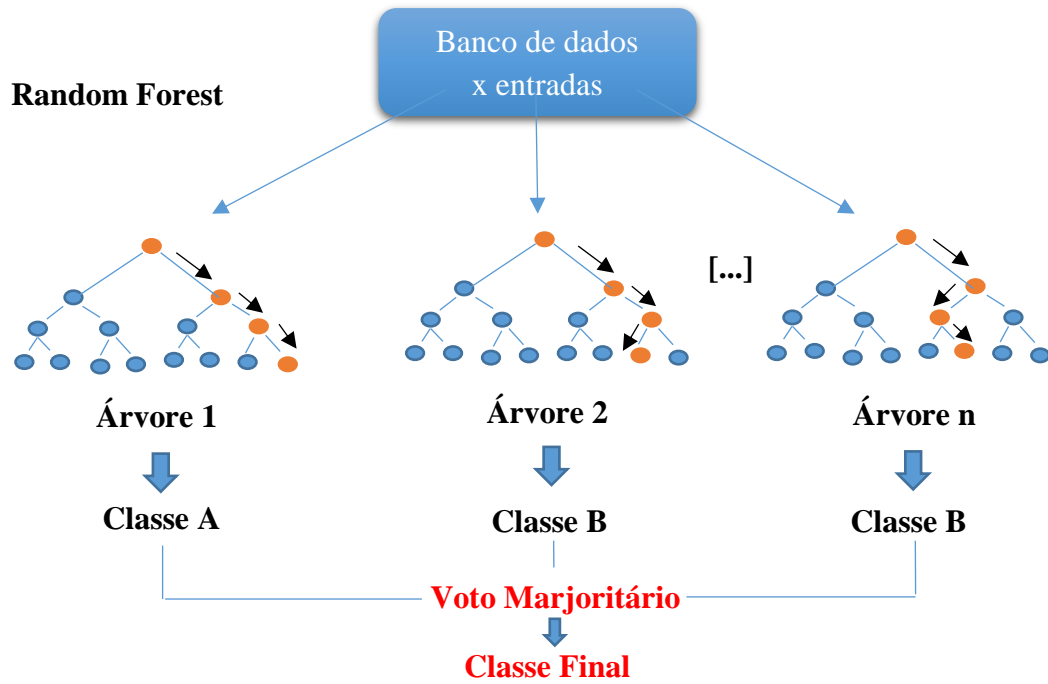 Banco de dados
x entradas
Random Forest
[...]
Árvore 1
Árvore 2
Árvore n
Classe A
Classe B
Classe B
Voto Marjoritário
Classe Final